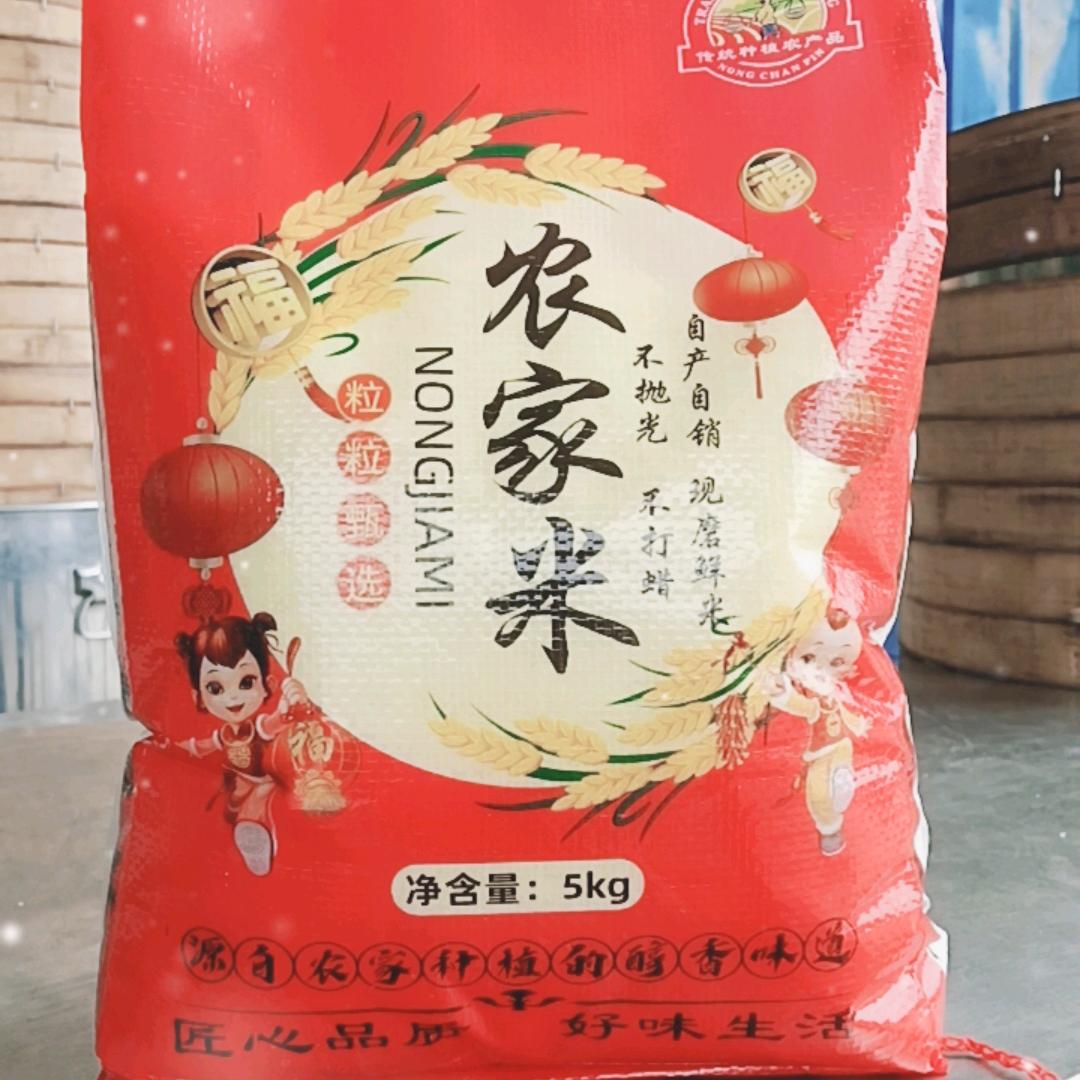 传统种植农产品
NONG CHAN PIN
福
福
农家米
NONGJIAMI
粒粒甄选
自产自销 现磨鲜米
不抛光 不打蜡
福
净含量：5kg
源自农家种植的醇香味道
匠心品质 好味生活